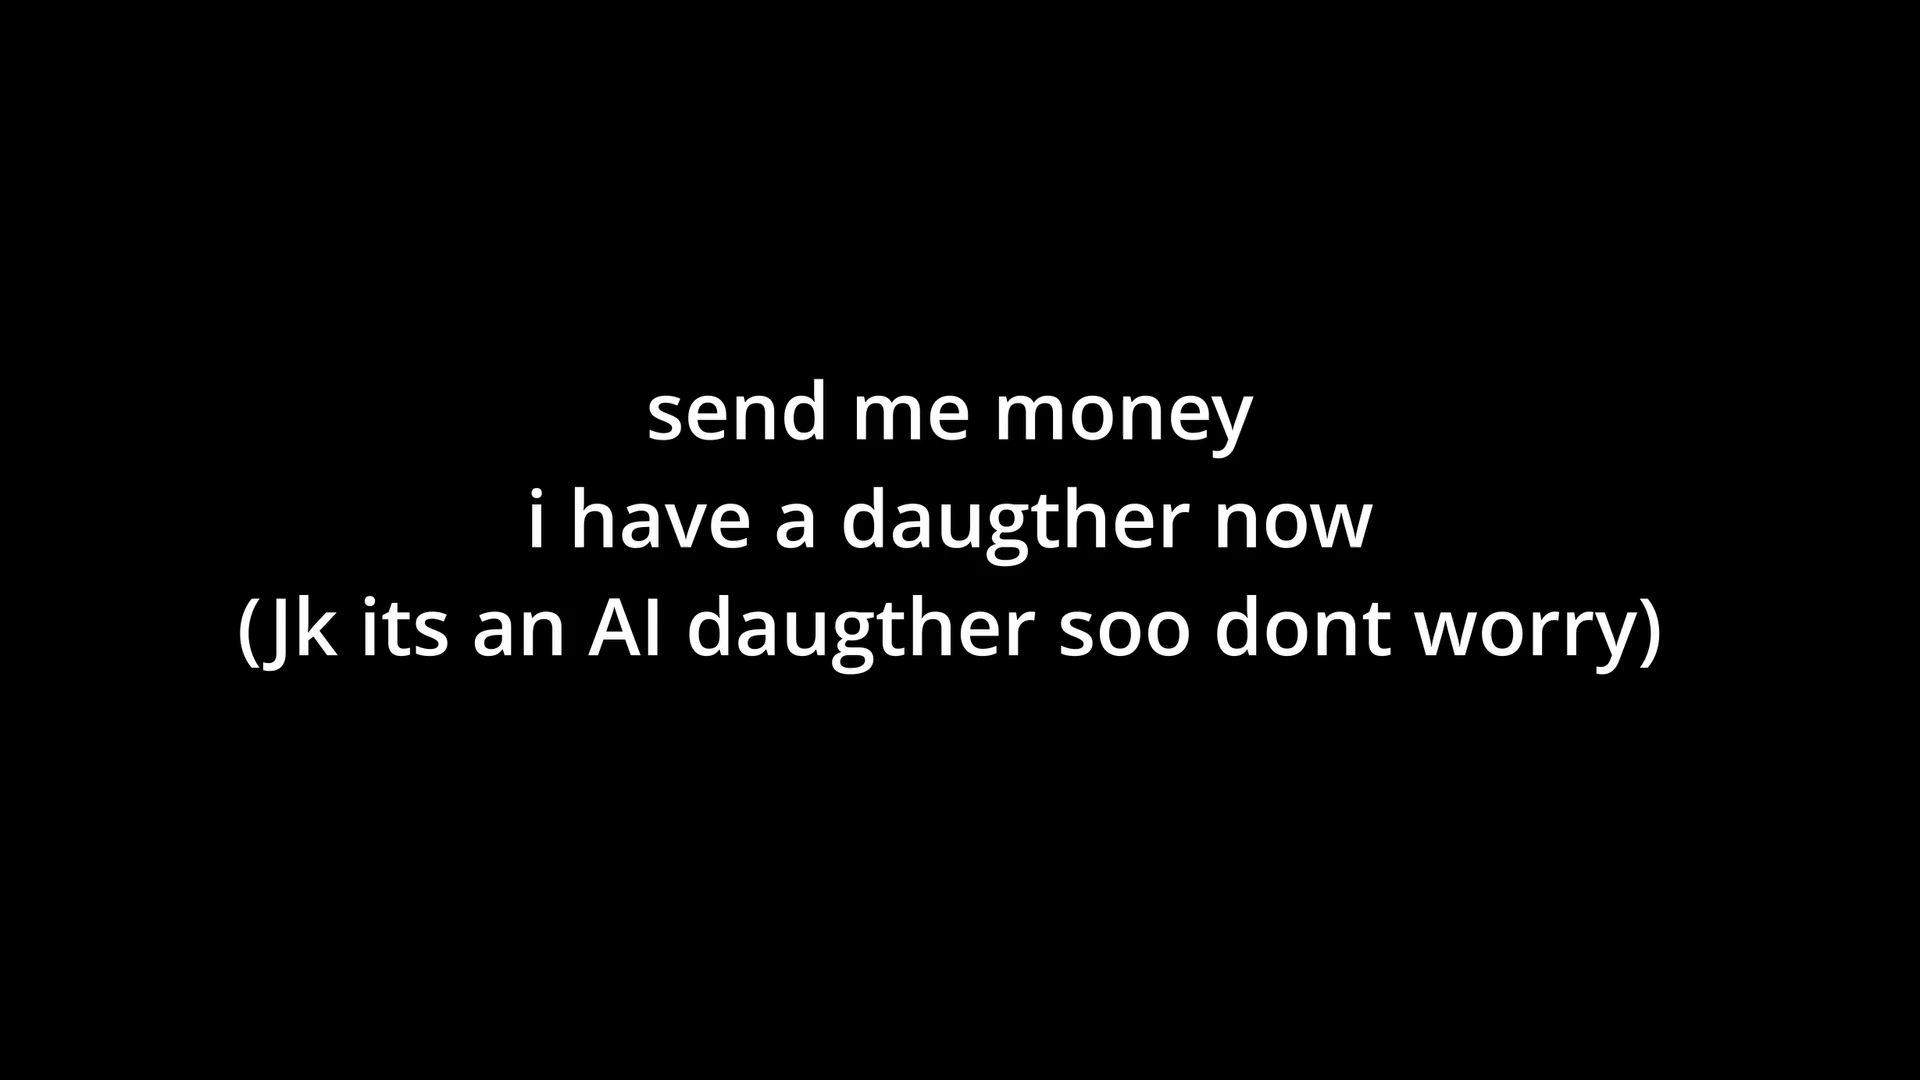 send me money
i have a daugther now
(Jk its an AI daugther soo dont worry)